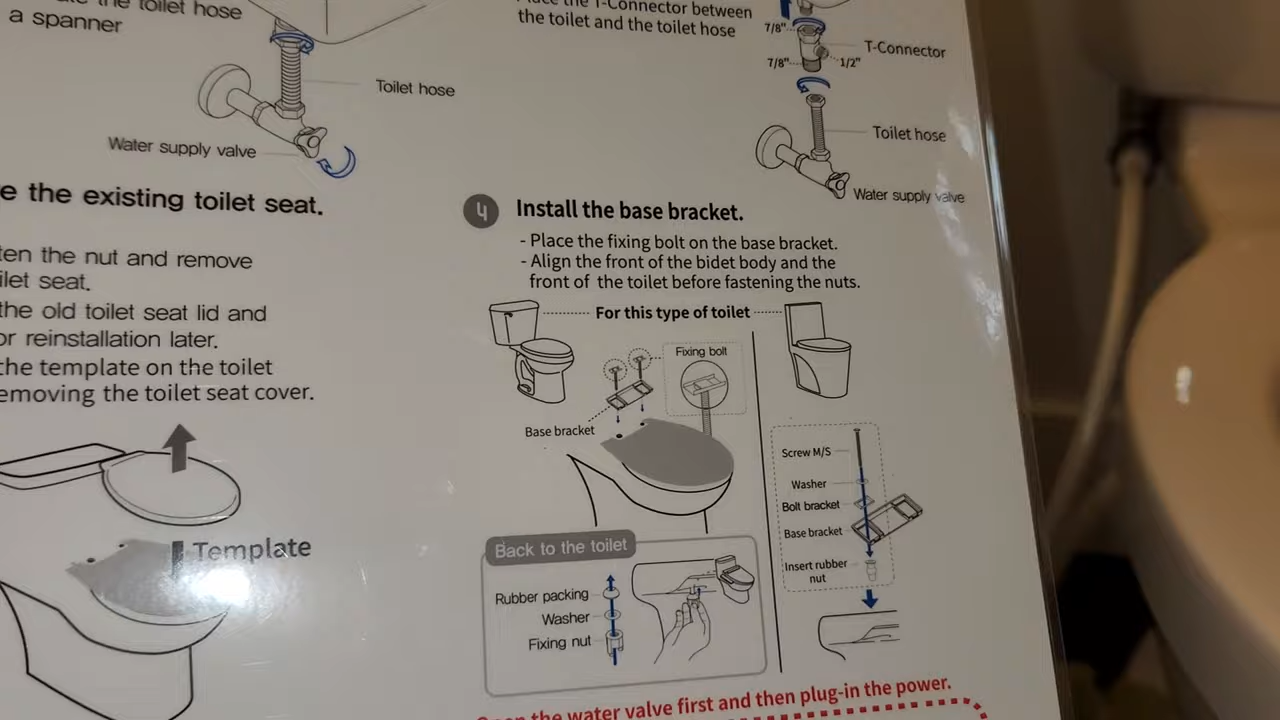 the toilet hose
a spanner
Toilet hose
Water supply valve
the existing toilet seat.
the nut and remove
seat.
the old toilet seat lid and
reinstallation later.
the template on the toilet
the toilet seat cover.
Template
the T-Connector between
the toilet and the toilet hose
7/8"
T-Connector
7/8"
1/2"
Toilet hose
Water supply valve
4 Install the base bracket.
- Place the fixing bolt on the base bracket.
- Align the front of the bidet body and the
front of the toilet before fastening the nuts.
For this type of toilet
Fixing bolt
Base bracket
Back to the toilet
Rubber packing
Washer
Fixing nut
Screw M/S
Washer
Bolt bracket
Base bracket
Insert rubber
nut
the water valve first and then plug-in the power.